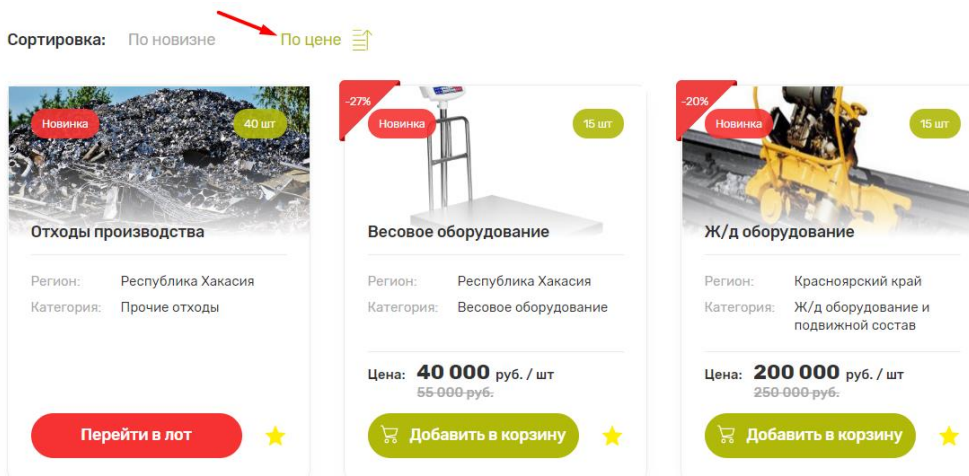 Сортировка: По новизне По цене
Новинка 40 шт
Отходы производства
Регион: Республика Хакасия
Категория: Прочие отходы
Перейти в лот
-27%
Новинка 15 шт
Весовое оборудование
Регион: Республика Хакасия
Категория: Весовое оборудование
Цена: 40 000 руб. / шт
55 000 руб.
Добавить в корзину
-20%
Новинка 15 шт
Ж/д оборудование
Регион: Красноярский край
Категория: Ж/д оборудование и
подвижной состав
Цена: 200 000 руб. / шт
250 000 руб.
Добавить в корзину